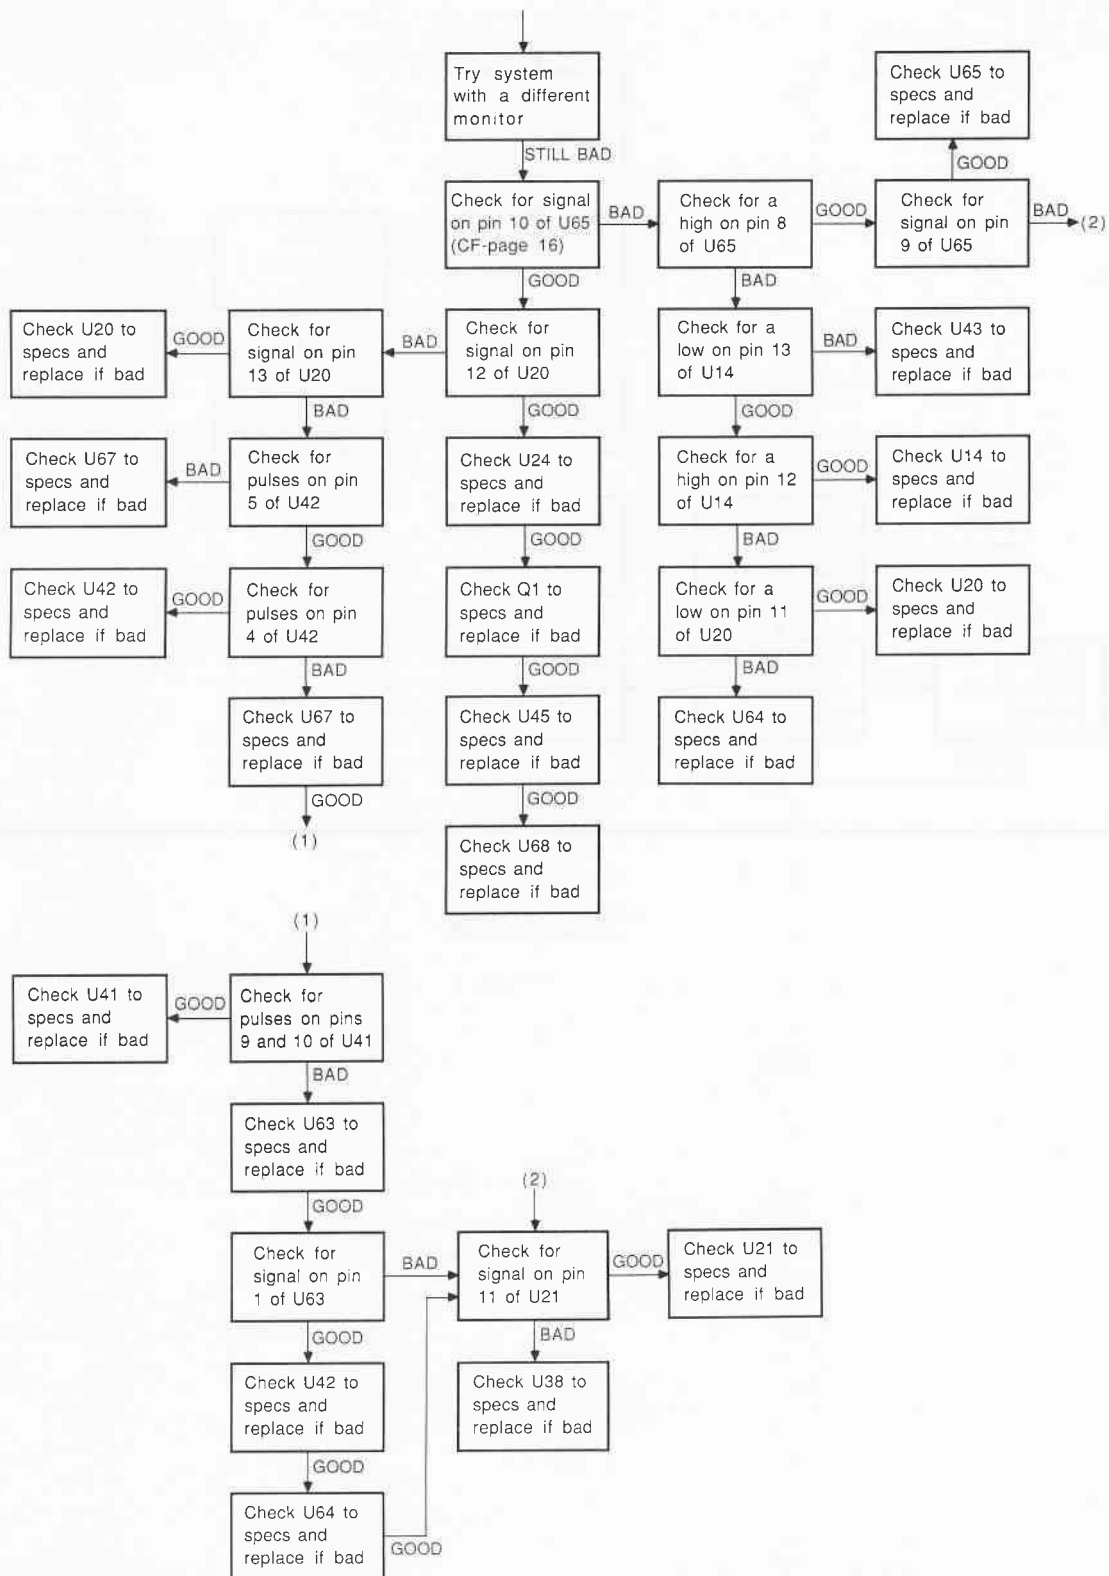 Try system
with a different
monitor
STILL BAD
Check for signal
on pin 10 of U65
(CF-page 16)
BAD
Check for a
high on pin 8
of U65
GOOD
Check for
signal on pin
9 of U65
BAD
(2)
GOOD
Check U65 to
specs and
replace if bad
GOOD
BAD
Check U20 to
specs and
replace if bad
GOOD
Check for
signal on pin
13 of U20
BAD
Check for
signal on pin
12 of U20
Check for a
low on pin 13
of U14
BAD
Check U43 to
specs and
replace if bad
BAD
GOOD
GOOD
Check U67 to
specs and
replace if bad
BAD
Check for
pulses on pin
5 of U42
Check U24 to
specs and
replace if bad
Check for a
high on pin 12
of U14
GOOD
Check U14 to
specs and
replace if bad
GOOD
GOOD
BAD
Check U42 to
specs and
replace if bad
GOOD
Check for
pulses on pin
4 of U42
Check Q1 to
specs and
replace if bad
Check for a
low on pin 11
of U20
GOOD
Check U20 to
specs and
replace if bad
BAD
GOOD
BAD
Check U67 to
specs and
replace if bad
Check U45 to
specs and
replace if bad
Check U64 to
specs and
replace if bad
GOOD
(1)
GOOD
Check U68 to
specs and
replace if bad
(1)
Check U41 to
specs and
replace if bad
GOOD
Check for
pulses on pins
9 and 10 of U41
BAD
Check U63 to
specs and
replace if bad
GOOD
(2)
Check for
signal on pin
1 of U63
BAD
Check for
signal on pin
11 of U21
GOOD
Check U21 to
specs and
replace if bad
GOOD
BAD
Check U42 to
specs and
replace if bad
Check U38 to
specs and
replace if bad
GOOD
Check U64 to
specs and
replace if bad
GOOD